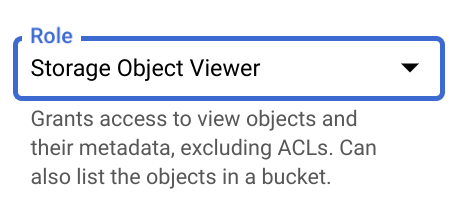 Role
Storage Object Viewer
Grants access to view objects and
their metadata, excluding ACLs. Can
also list the objects in a bucket.